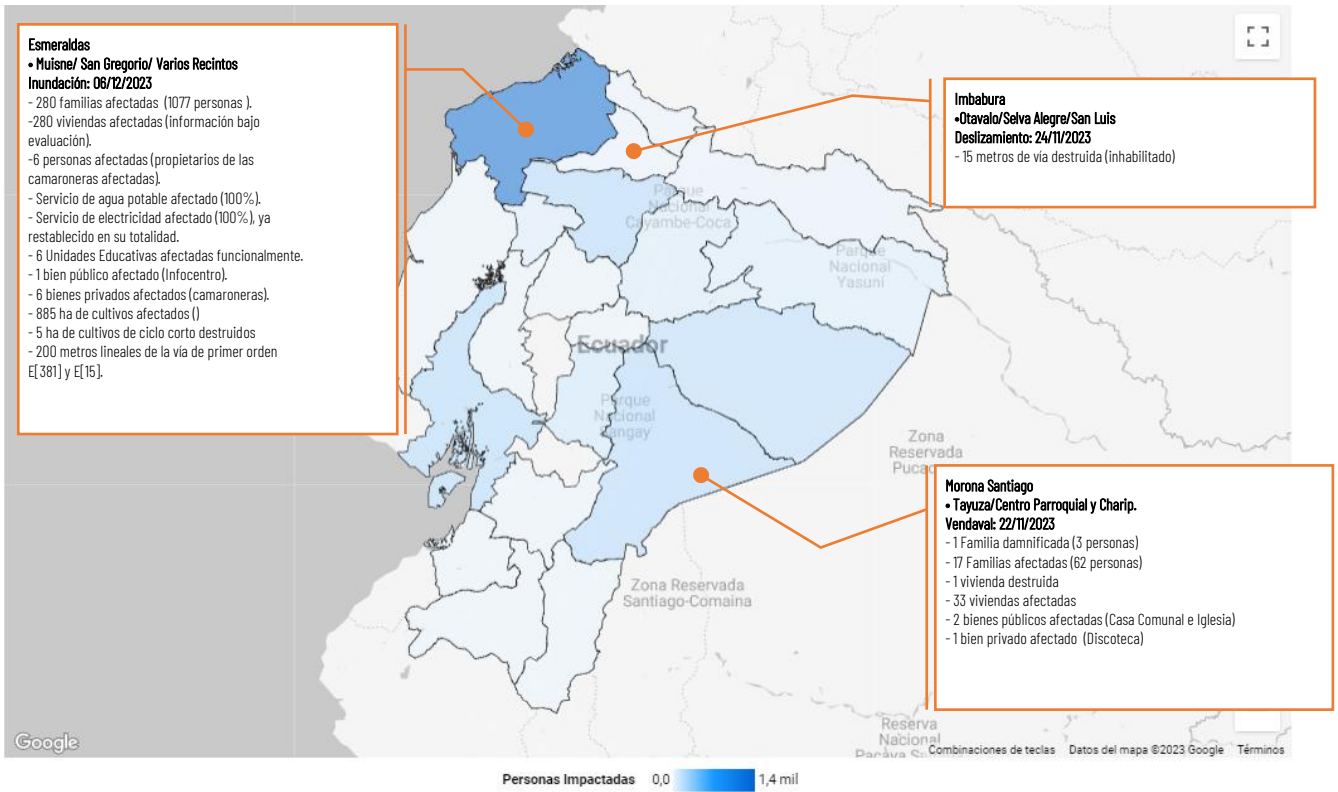 Esmeraldas
• Muisne/ San Gregorio/ Varios Recintos
Inundación: 06/12/2023
- 280 familias afectadas (1077 personas ).
-280 viviendas afectadas (información bajo
evaluación).
-6 personas afectadas (propietarios de las
camaroneras afectadas).
- Servicio de agua potable afectado (100%).
- Servicio de electricidad afectado (100%), ya
restablecido en su totalidad.
- 6 Unidades Educativas afectadas funcionalmente.
- 1 bien público afectado (Infocentro).
- 6 bienes privados afectados (camaroneras).
- 885 ha de cultivos afectados ()
- 5 ha de cultivos de ciclo corto destruidos
- 200 metros lineales de la vía de primer orden
E[381] y E[15].
Imbabura
•Otavalo/Selva Alegre/San Luis
Deslizamiento: 24/11/2023
- 15 metros de vía destruida (inhabilitado)
Parque
Nacional
Cayambe-Coca
Parque
Nacional
Yasuní
Ecuador
Parque
Nacional
Sangay
Zona
Reservada
Zona Reservada
Santiago-Comaina
Morona Santiago
• Tayuza/Centro Parroquial y Charip.
Vendaval: 22/11/2023
- 1 Familia damnificada (3 personas)
- 17 Familias afectadas (62 personas)
- 1 vivienda destruida
- 33 viviendas afectadas
- 2 bienes públicos afectadas (Casa Comunal e Iglesia)
- 1 bien privado afectado (Discoteca)
Reserva
Nacional
Google
Combinaciones de teclas Datos del mapa ©2023 Google Términos
Personas Impactadas 0,0 1,4 mil